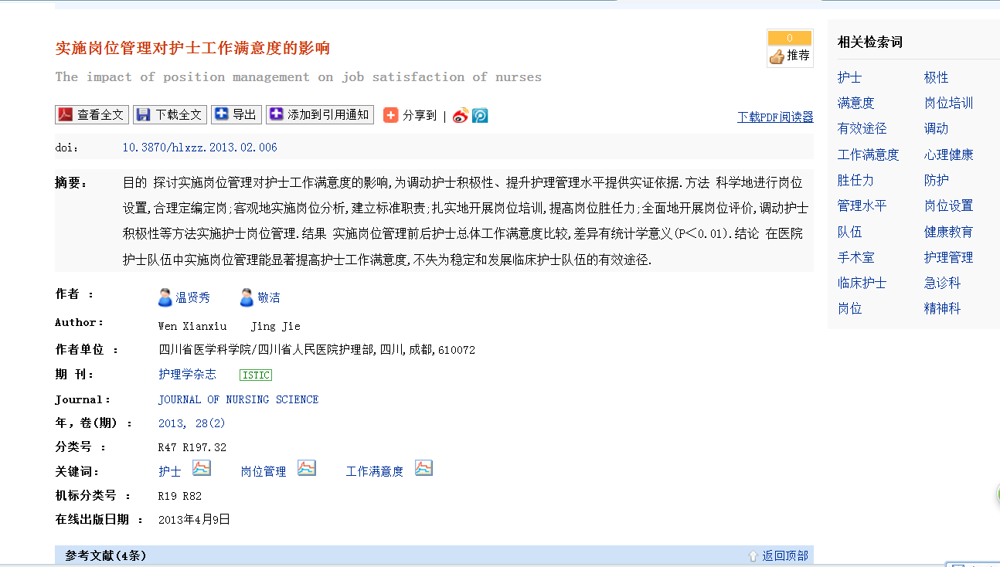 实施岗位管理对护士工作满意度的影响
The impact of position management on job satisfaction of nurses
0
推荐
查看全文 下载全文 导出 添加到引用通知 分享到 |
下载PDF阅读器
doi: 10.3870/hlxzz.2013.02.006
摘要: 目的 探讨实施岗位管理对护士工作满意度的影响,为调动护士积极性、提升护理管理水平提供实证依据.方法 科学地进行岗位
设置,合理定编定岗;客观地实施岗位分析,建立标准职责;扎实地开展岗位培训,提高岗位胜任力;全面地开展岗位评价,调动护士
积极性等方法实施护士岗位管理.结果 实施岗位管理前后护士总体工作满意度比较,差异有统计学意义(P<0.01).结论 在医院
护士队伍中实施岗位管理能显著提高护士工作满意度,不失为稳定和发展临床护士队伍的有效途径.
作者 : 温贤秀 敬洁
Author: Wen Xianxiu Jing Jie
作者单位 : 四川省医学科学院/四川省人民医院护理部,四川,成都,610072
期 刊: 护理学杂志 ISTIC
Journal: JOURNAL OF NURSING SCIENCE
年,卷(期) : 2013, 28(2)
分类号 : R47 R197.32
关键词: 护士 岗位管理 工作满意度
机标分类号 : R19 R82
在线出版日期 : 2013年4月9日
参考文献(4条)
返回顶部
相关检索词
护士 极性
满意度 岗位培训
有效途径 调动
工作满意度 心理健康
胜任力 防护
管理水平 岗位设置
队伍 健康教育
手术室 护理管理
临床护士 急诊科
岗位 精神科